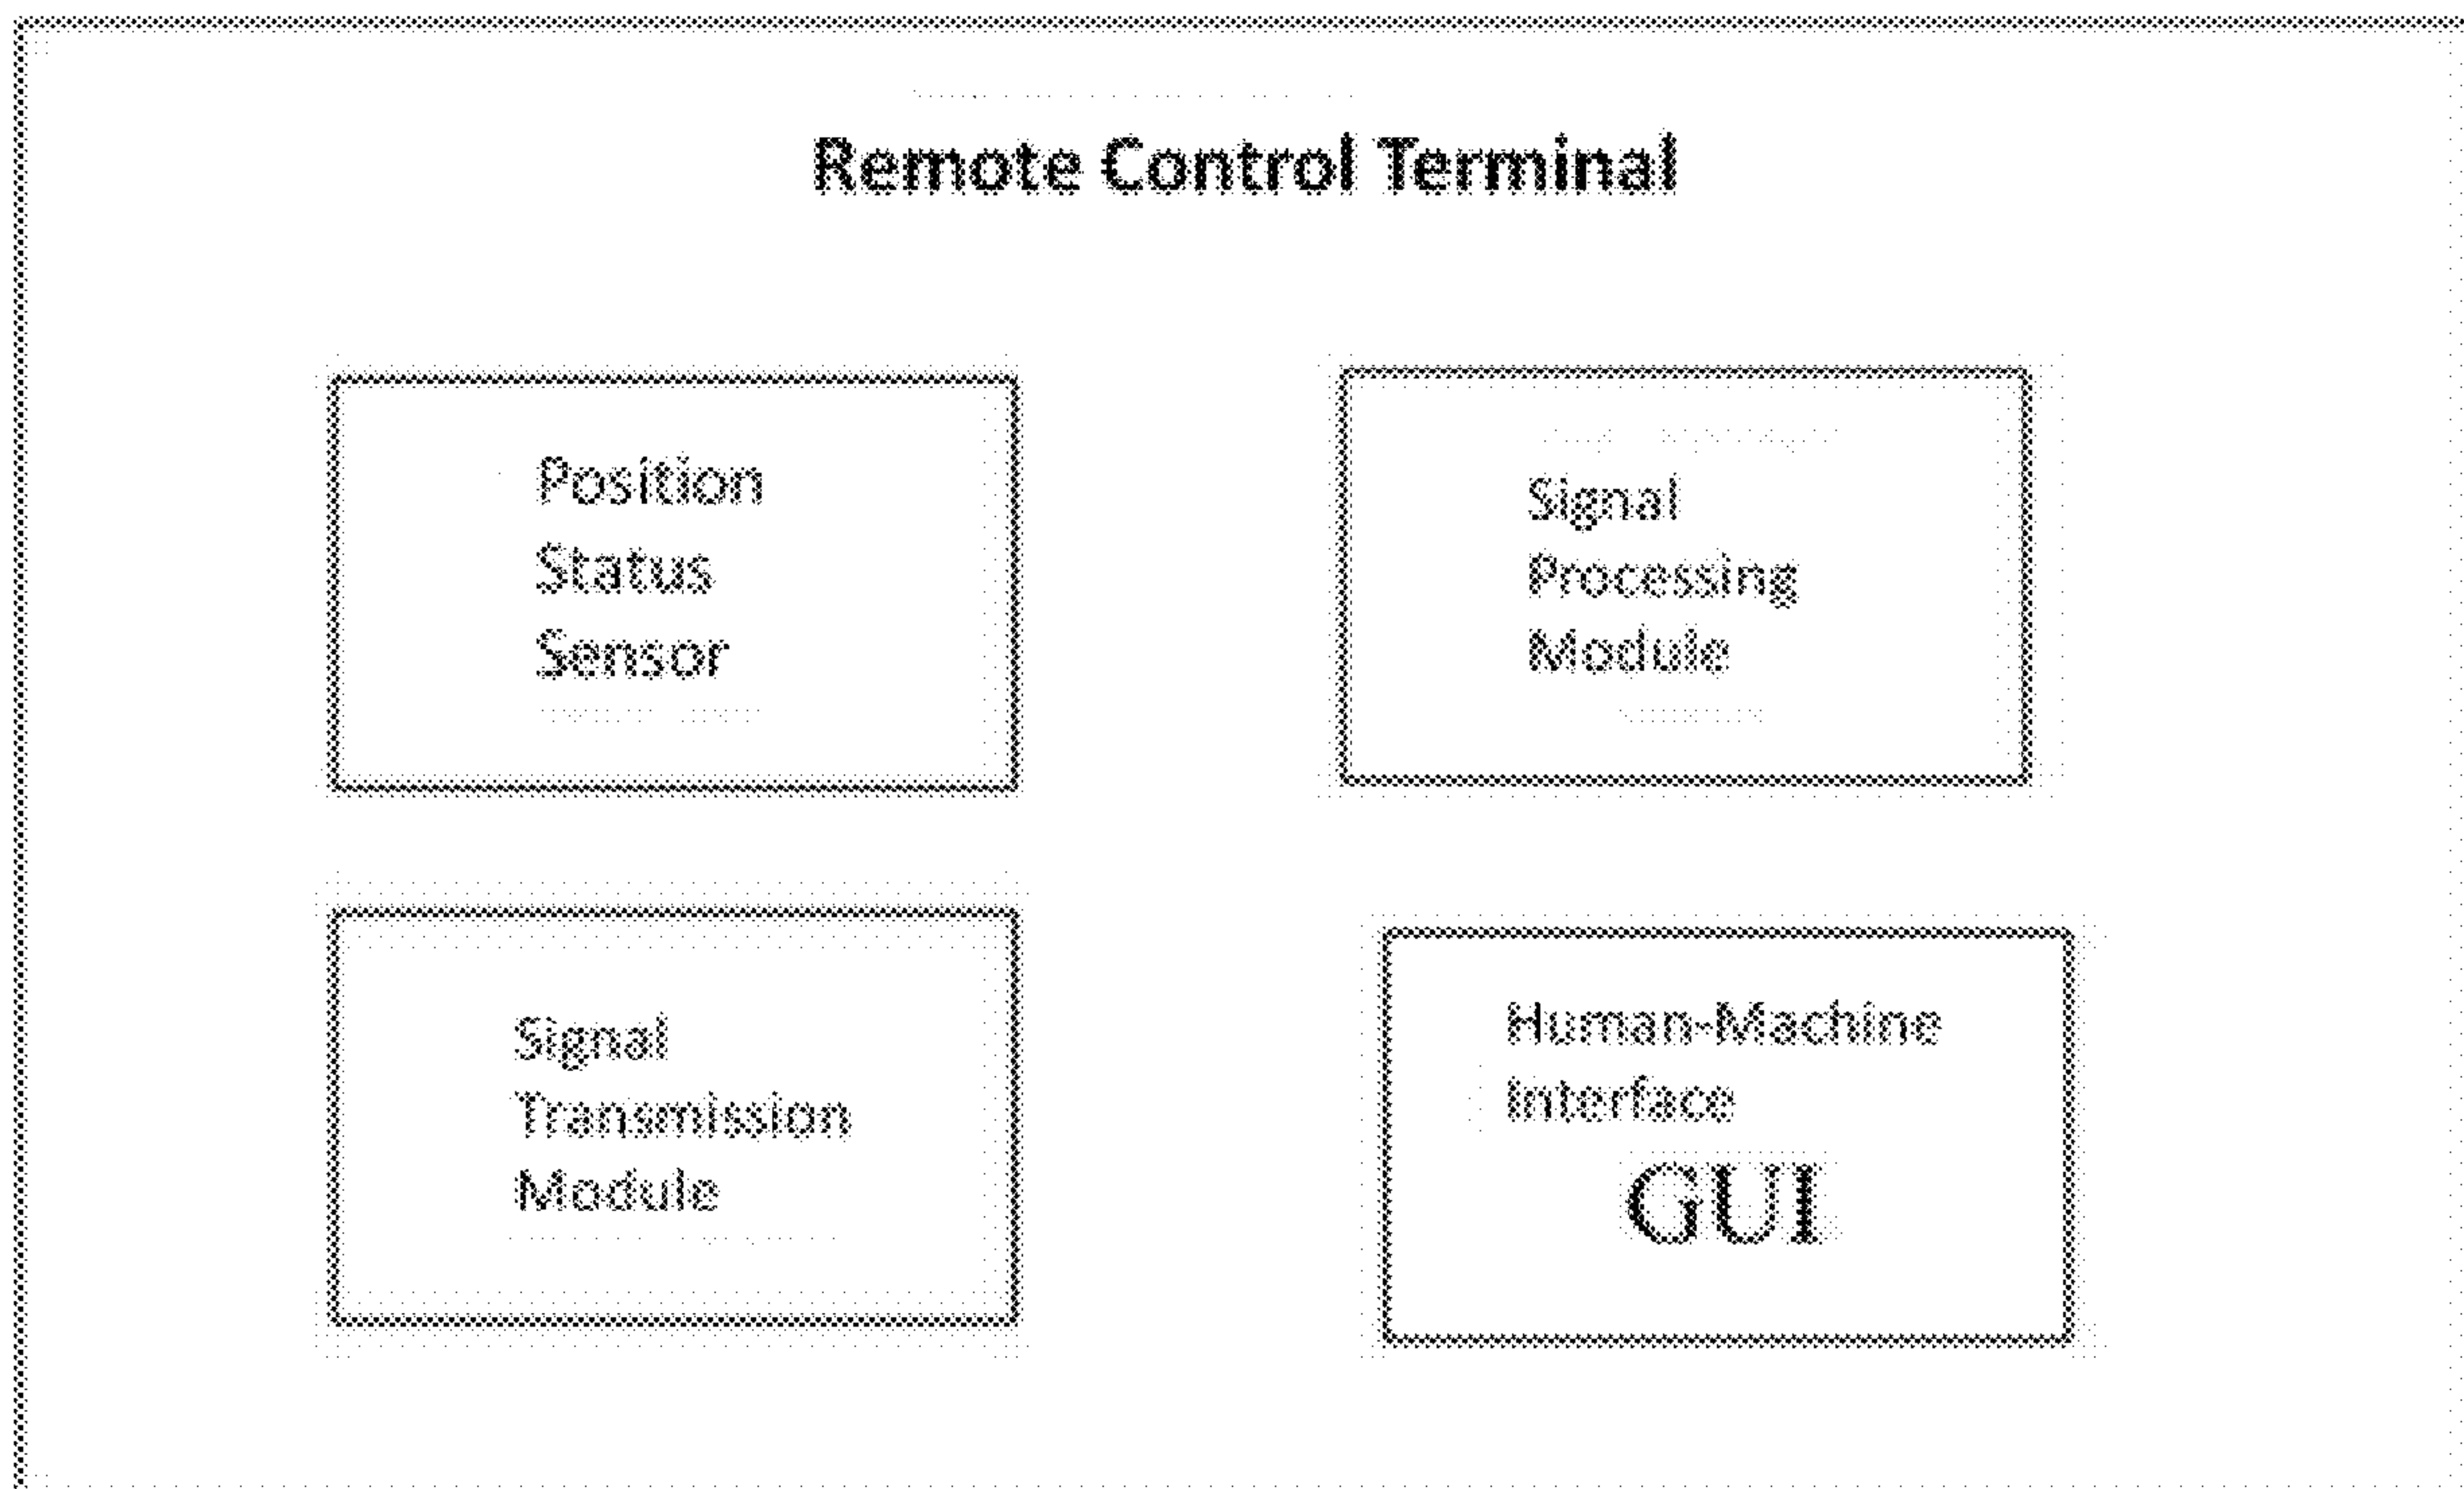 Remote Control Terminal
Position
Status
Sensor
Signal
Processing
Module
Signal
Transmission
Module
Human-Machine
Interface
GUI